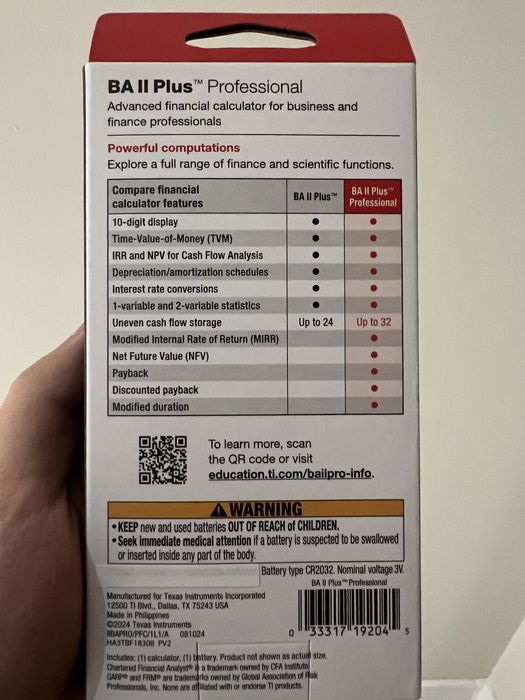 BA II Plus™ Professional
Advanced financial calculator for business and
finance professionals
Powerful computations
Explore a full range of finance and scientific functions.
Compare financial
calculator features
BA II Plus™
BA II Plus™
Professional
10-digit display ● ●
Time-Value-of-Money (TVM) ● ●
IRR and NPV for Cash Flow Analysis ● ●
Depreciation/amortization schedules ● ●
Interest rate conversions ● ●
1-variable and 2-variable statistics ● ●
Uneven cash flow storage Up to 24 Up to 32
Modified Internal Rate of Return (MIRR) ●
Net Future Value (NFV) ●
Payback ●
Discounted payback ●
Modified duration ●
To learn more, scan
the QR code or visit
education.ti.com/baiipro-info.
⚠ WARNING
• KEEP new and used batteries OUT OF REACH of CHILDREN.
• Seek immediate medical attention if a battery is suspected to be swallowed
or inserted inside any part of the body.
Battery type CR2032. Nominal voltage 3V.
BA II Plus™ Professional
Manufactured for Texas Instruments Incorporated
12500 TI Blvd., Dallas, TX 75243 USA
Made in Philippines
©2024 Texas Instruments
IIBAPRO/PFC/1L1/A 081024
HASTBF18308 PV2
0 33317 19204 5
Includes: (1) calculator, (1) battery. Product not shown as actual size.
Chartered Financial Analyst® is a trademark owned by CFA Institute.
GARP® and FRM® are trademarks owned by Global Association of Risk
Professionals, Inc. None are affiliated with or endorse TI products.